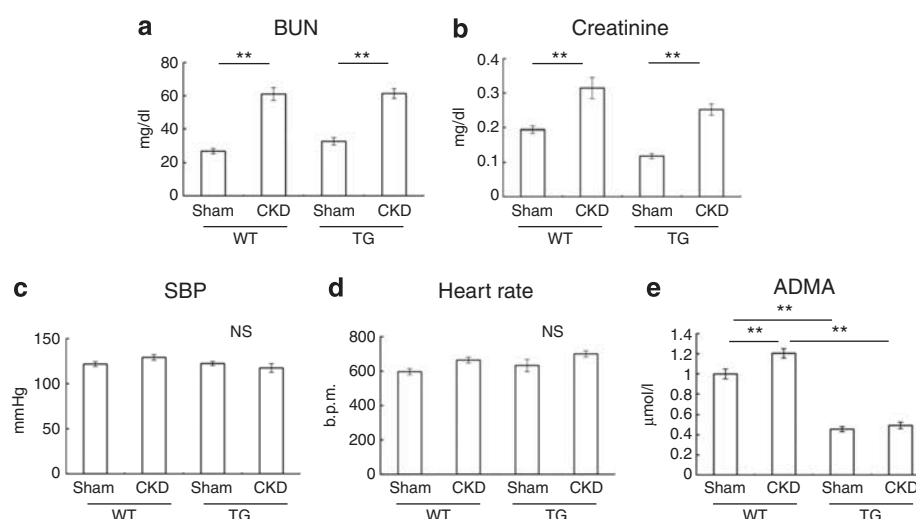 a BUN
** **
mg/dl
80
60
40
20
0
Sham CKD Sham CKD
WT TG
b Creatinine
** **
mg/dl
0.4
0.3
0.2
0.1
0
Sham CKD Sham CKD
WT TG
c SBP
NS
mmHg
150
100
50
0
Sham CKD Sham CKD
WT TG
d Heart rate
NS
b.p.m.
800
600
400
200
0
Sham CKD Sham CKD
WT TG
e ADMA
**
** **
μmol/l
1.4
1.2
1
0.8
0.6
0.4
0.2
0
Sham CKD Sham CKD
WT TG